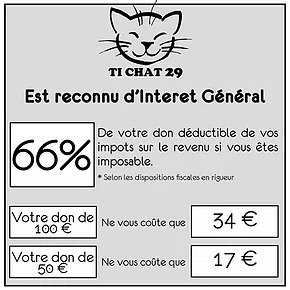 TI CHAT 29
Est reconnu d'Interet Général
66%
De votre don déductible de vos
impots sur le revenu si vous êtes
imposable.
* Selon les dispositions fiscales en rigueur
Votre don de
100 €
Ne vous coûte que
34 €
Votre don de
50 €
Ne vous coûte que
17 €